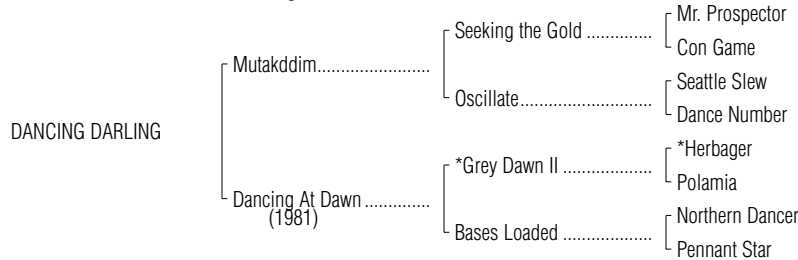 Mr. Prospector
Seeking the Gold ..............
Con Game
Mutakddim........................
Seattle Slew
Oscillate............................
Dance Number
DANCING DARLING
*Herbager
*Grey Dawn II ...................
Polamia
Dancing At Dawn ..............
(1981)
Northern Dancer
Bases Loaded ...................
Pennant Star